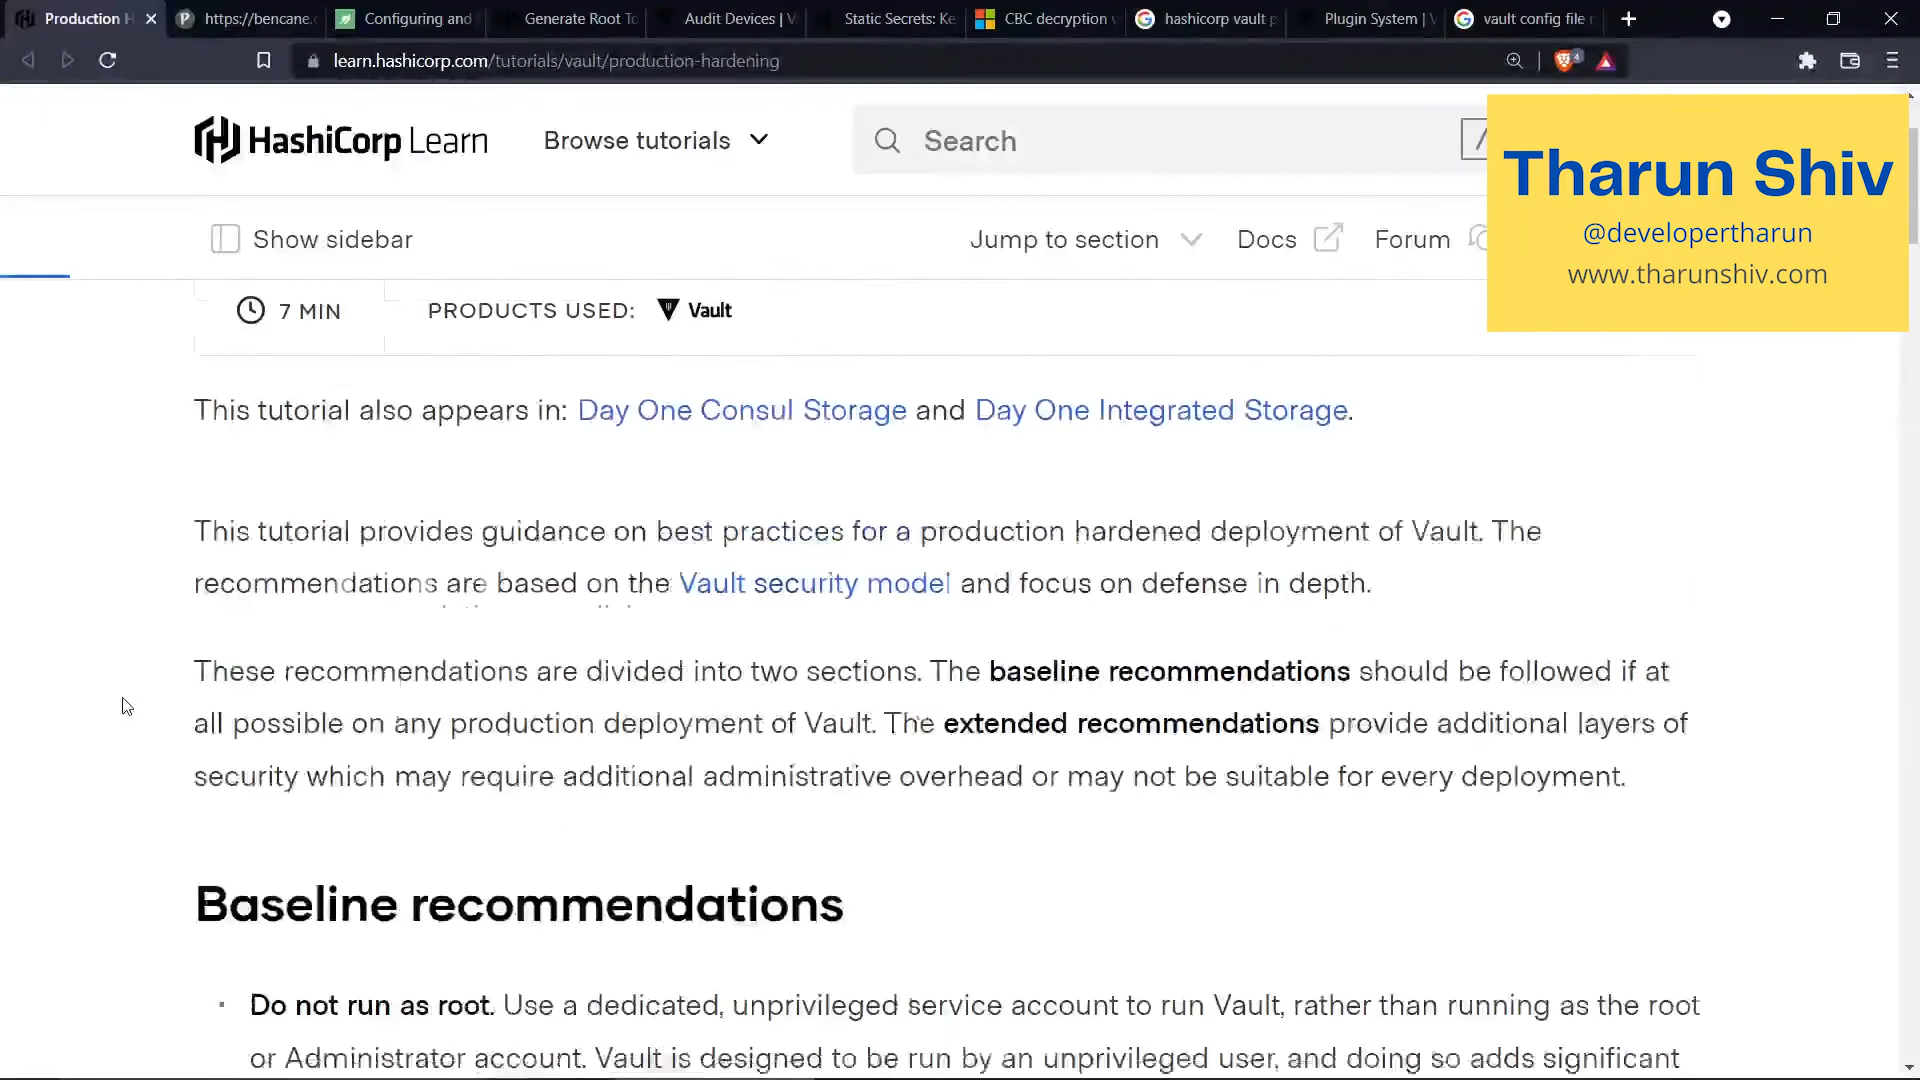 Production H
https://bencane.
Configuring and
Generate Root To
Audit Devices | V
Static Secrets: Ke
CBC decryption v
hashicorp vault p
Plugin System | V
vault config file r
learn.hashicorp.com/tutorials/vault/production-hardening
4
HashiCorp Learn
Browse tutorials
Search
/
Tharun Shiv
@developertharun
www.tharunshiv.com
Show sidebar
Jump to section
Docs
Forum
7 MIN
PRODUCTS USED:
Vault
This tutorial also appears in: Day One Consul Storage and Day One Integrated Storage.
This tutorial provides guidance on best practices for a production hardened deployment of Vault. The
recommendations are based on the Vault security model and focus on defense in depth.
These recommendations are divided into two sections. The baseline recommendations should be followed if at
all possible on any production deployment of Vault. The extended recommendations provide additional layers of
security which may require additional administrative overhead or may not be suitable for every deployment.
Baseline recommendations
· Do not run as root. Use a dedicated, unprivileged service account to run Vault, rather than running as the root
or Administrator account. Vault is designed to be run by an unprivileged user, and doing so adds significant